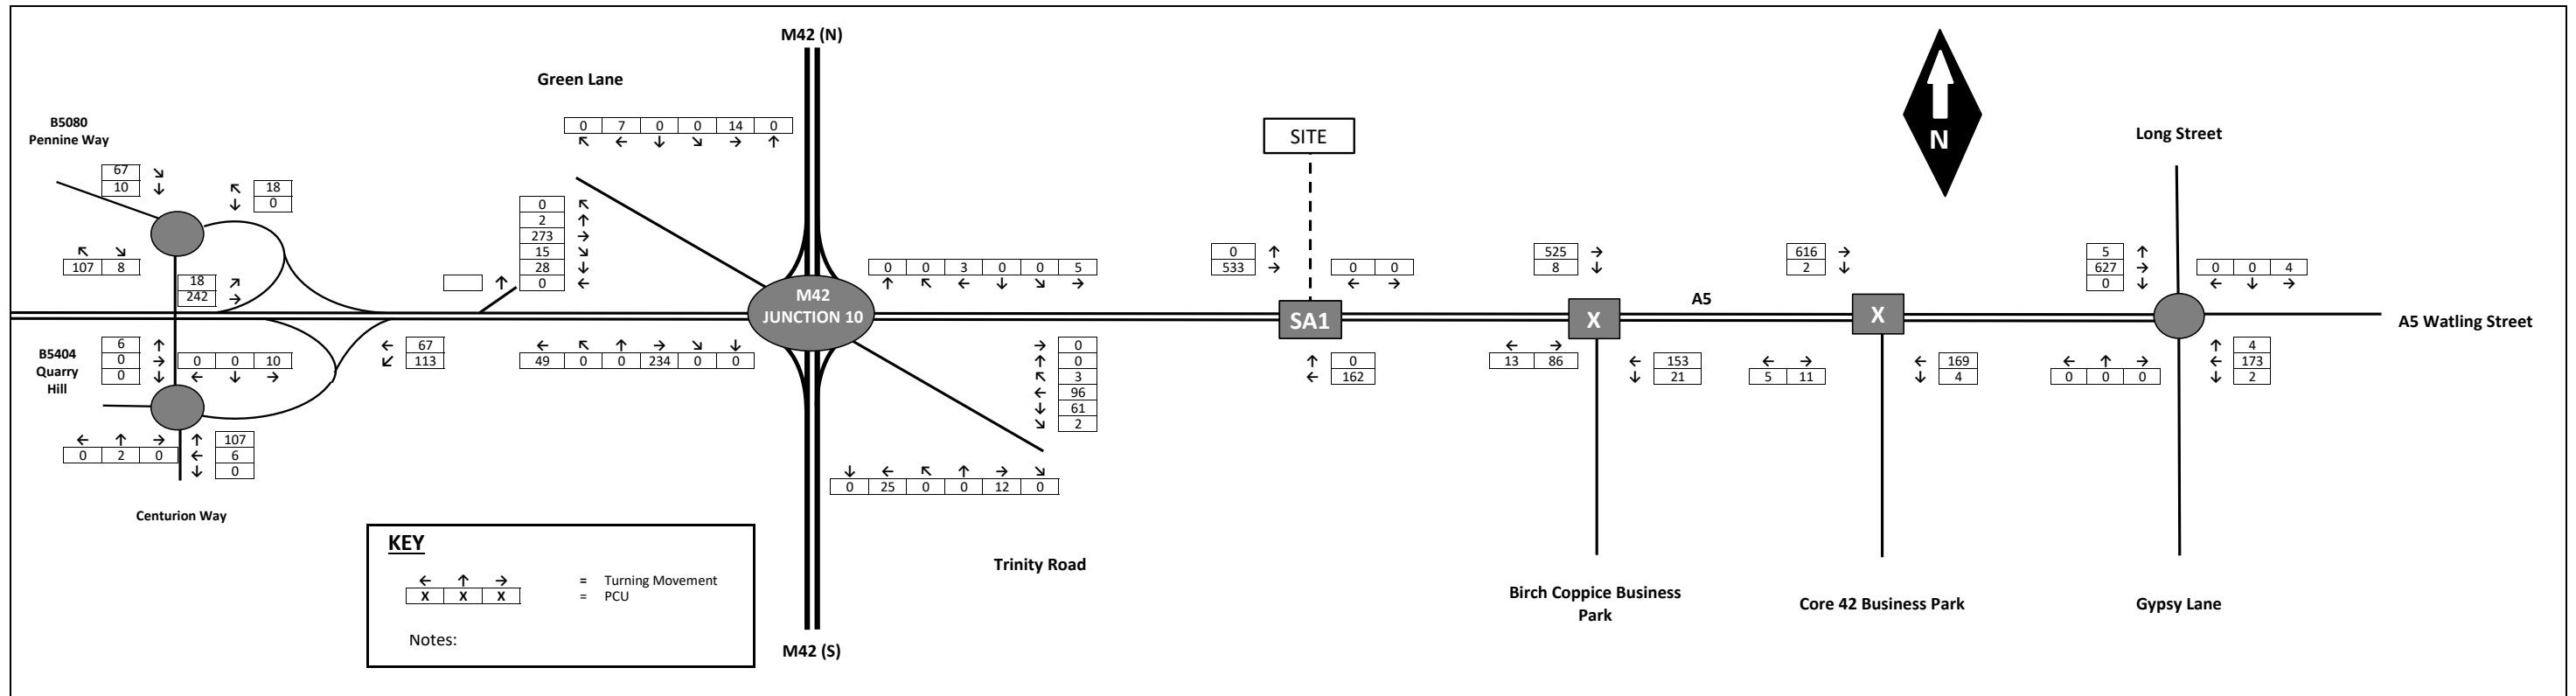 M42 (N)
Green Lane
B5080
Pennine Way
0 7 0 0 14 0
↖ ← ↓ ↘ → ↑
SITE
N
Long Street
67 ↘
10 ↓
↖ 18
↓ 0
↖ ↘
107 8
18 ↗
242 →
0 ↖
2 ↑
273 →
15 ↘
28 ↓
0 ←
↑
0 0 3 0 0 5
↑ ↖ ← ↓ ↘ →
M42
JUNCTION 10
0 ↑
533 →
0 0
← →
SA1
525 →
8 ↓
X
A5
616 →
2 ↓
X
5 ↑
627 →
0 ↓
0 0 4
← ↓ →
A5 Watling Street
B5404
Quarry
Hill
6 ↑
0 →
0 ↓
0 0 10
← ↓ →
← 67
↙ 113
← ↖ ↑ → ↘ ↓
49 0 0 234 0 0
→ 0
↑ 0
↖ 3
← 96
↓ 61
↘ 2
↑ 0
← 162
← →
13 86
← 153
↓ 21
← →
5 11
← 169
↓ 4
← ↑ →
0 0 0
↑ 4
← 173
↓ 2
← ↑ →
0 2 0
↑ 107
← 6
↓ 0
↓ ← ↖ ↑ → ↘
0 25 0 0 12 0
Centurion Way
KEY
← ↑ → = Turning Movement
X X X = PCU
Notes:
Trinity Road
M42 (S)
Birch Coppice Business
Park
Core 42 Business Park
Gypsy Lane